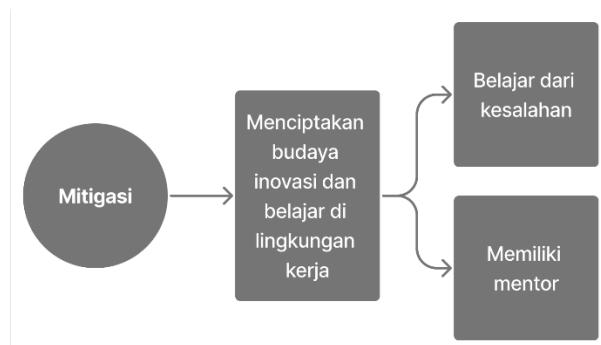 Mitigasi
Menciptakan
budaya
inovasi dan
belajar di
lingkungan
kerja
Belajar dari
kesalahan
Memiliki
mentor